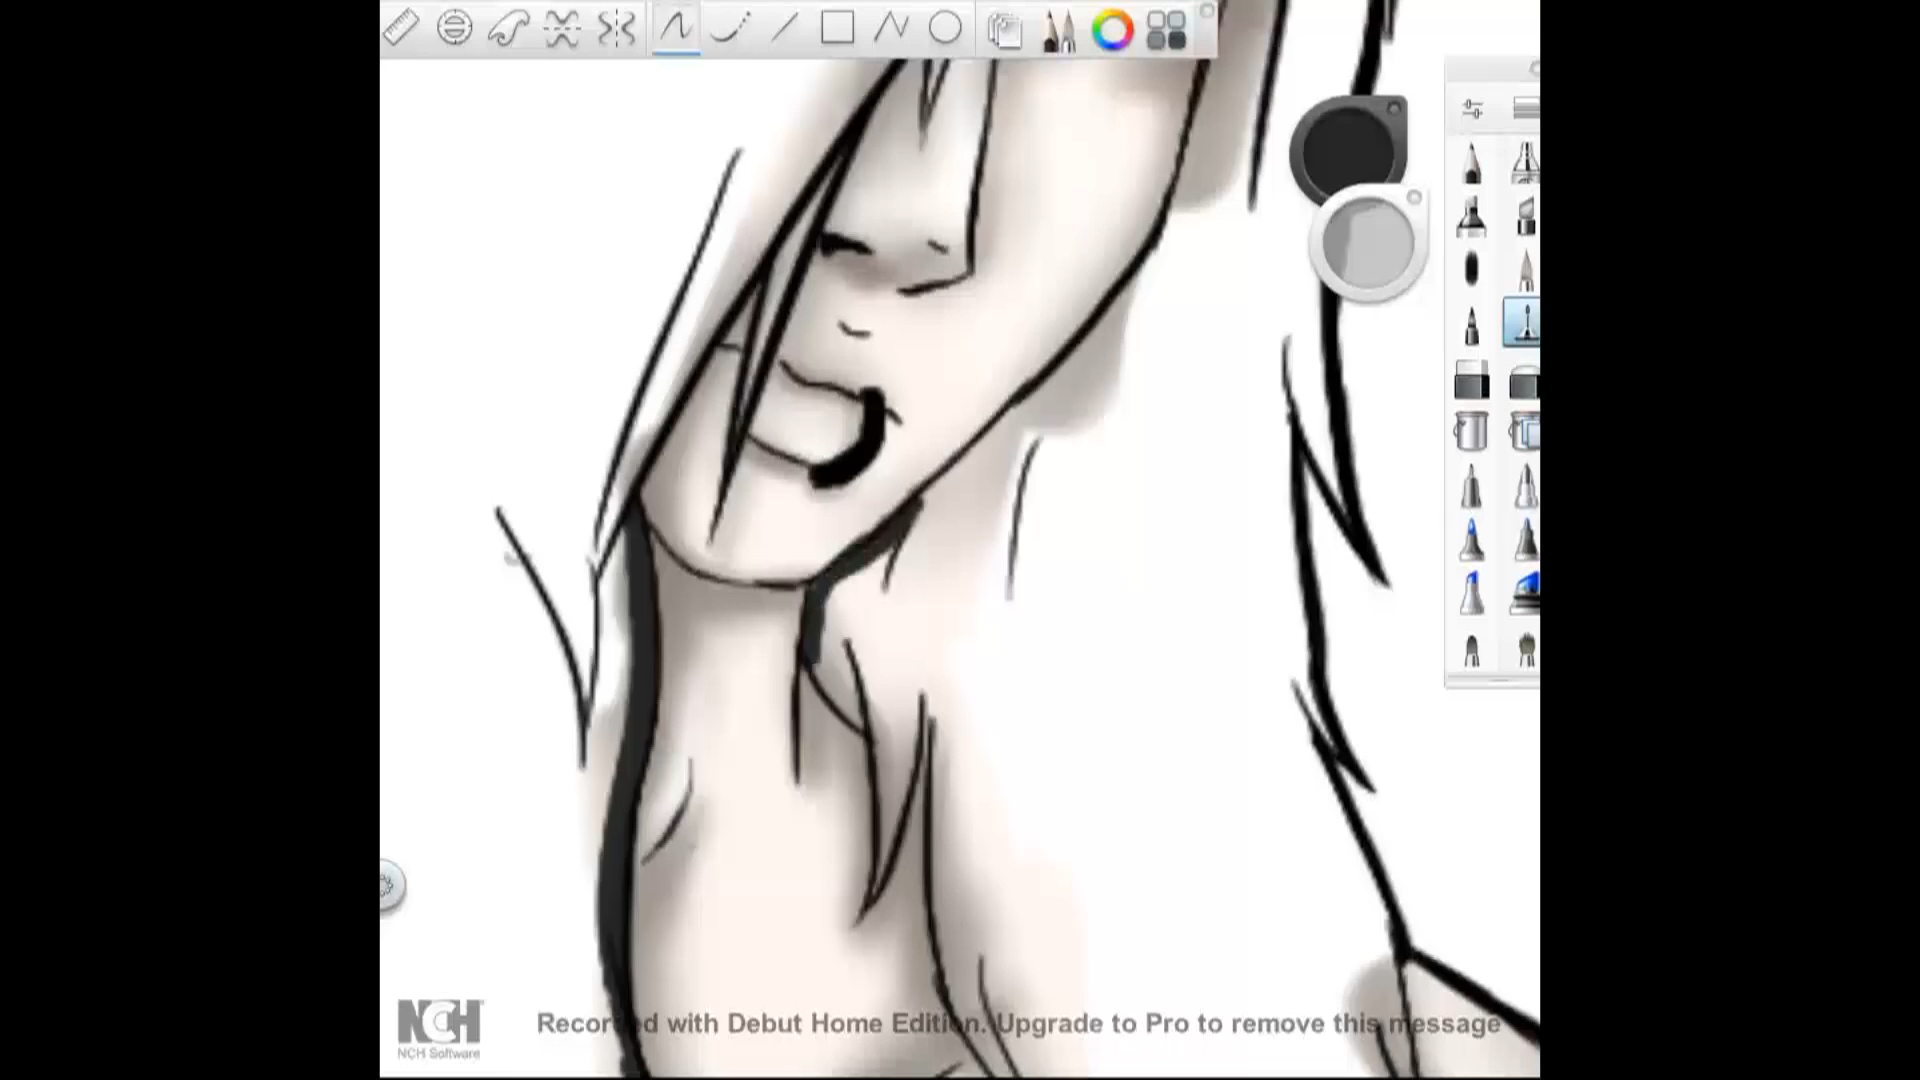 NCH
NCH Software
Recorded with Debut Home Edition. Upgrade to Pro to remove this message